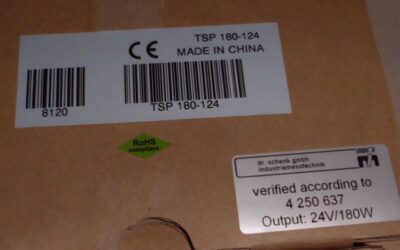 TSP 180-124
CE
MADE IN CHINA
8120
TSP 180-124
RoHS
compliant
dr. schenk gmbh
industriemesstechnik
verified according to
4 250 637
Output: 24V/180W